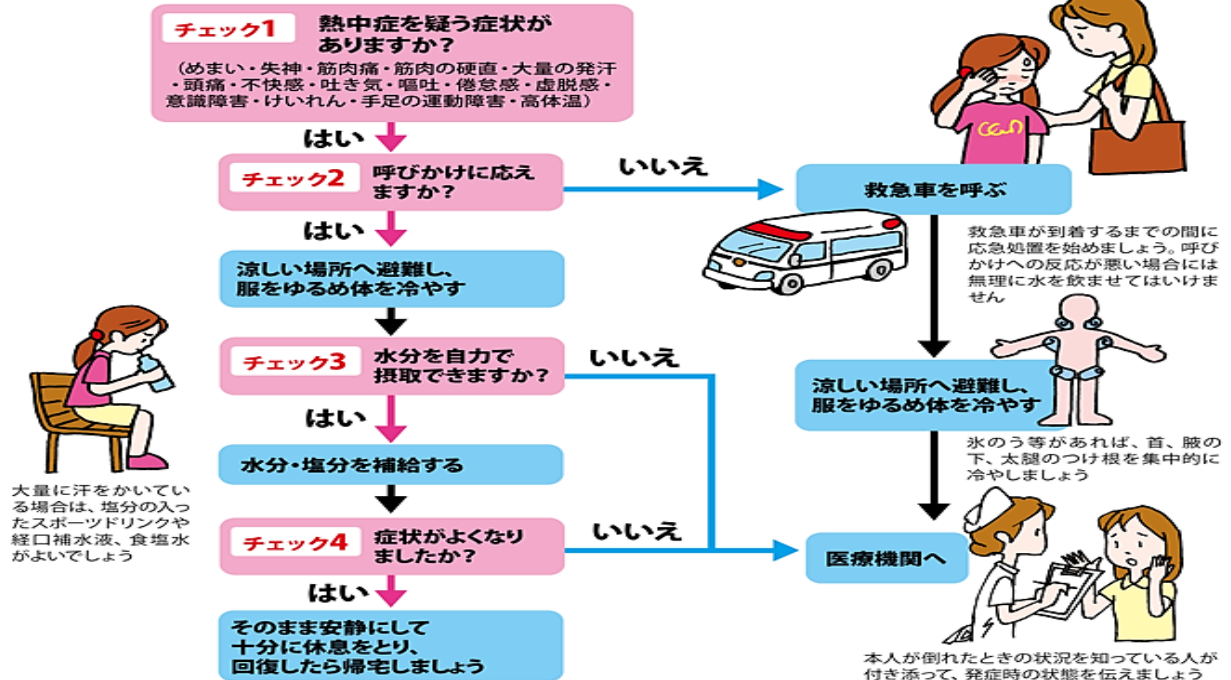 チェック1
熱中症を疑う症状が
ありますか？
（めまい・失神・筋肉痛・筋肉の硬直・大量の発汗
・頭痛・不快感・吐き気・嘔吐・倦怠感・虚脱感・
意識障害・けいれん・手足の運動障害・高体温）
はい
チェック2
呼びかけに応え
ますか？
いいえ
救急車を呼ぶ
救急車が到着するまでの間に
応急処置を始めましょう。呼び
かけへの反応が悪い場合には
無理に水を飲ませてはいけま
せん
はい
涼しい場所へ避難し、
服をゆるめ体を冷やす
チェック3
水分を自力で
摂取できますか？
いいえ
涼しい場所へ避難し、
服をゆるめ体を冷やす
氷のう等があれば、首、腋の
下、太腿のつけ根を集中的に
冷やしましょう
はい
水分・塩分を補給する
大量に汗をかいてい
る場合は、塩分の入っ
たスポーツドリンクや
経口補水液、食塩水
がよいでしょう
チェック4
症状がよくなり
ましたか？
いいえ
医療機関へ
本人が倒れたときの状況を知っている人が
付き添って、発症時の状態を伝えましょう
はい
そのまま安静にして
十分に休息をとり、
回復したら帰宅しましょう